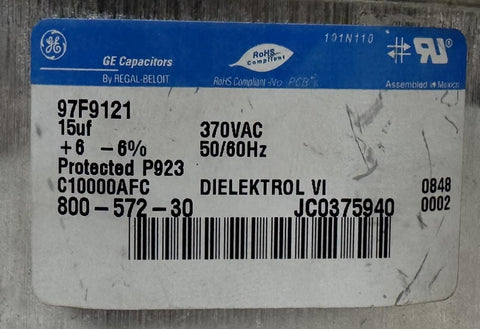 GE
GE Capacitors
By REGAL-BELOIT
RoHS
Compliant
RoHS Compliant-No PCB's
101N110
Assembled in Mexico
97F9121
15uf 370VAC
+6 -6% 50/60Hz
Protected P923
C10000AFC DIELEKTROL VI 0848
800-572-30 JC0375940 0002